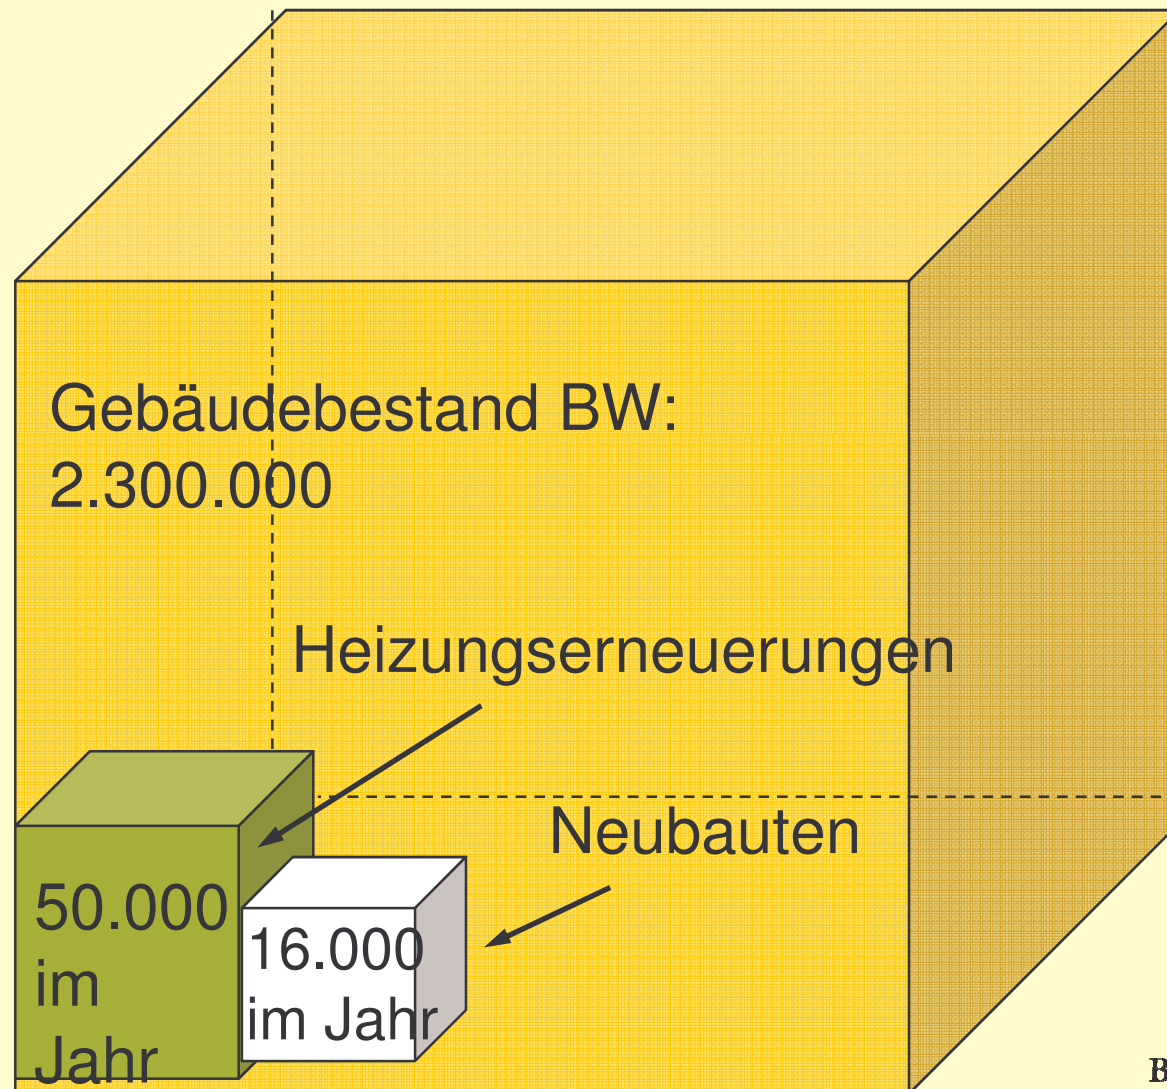 Gebäudebestand BW:
2.300.000
Heizungserneuerungen
Neubauten
50.000
im
Jahr
16.000
im Jahr
B